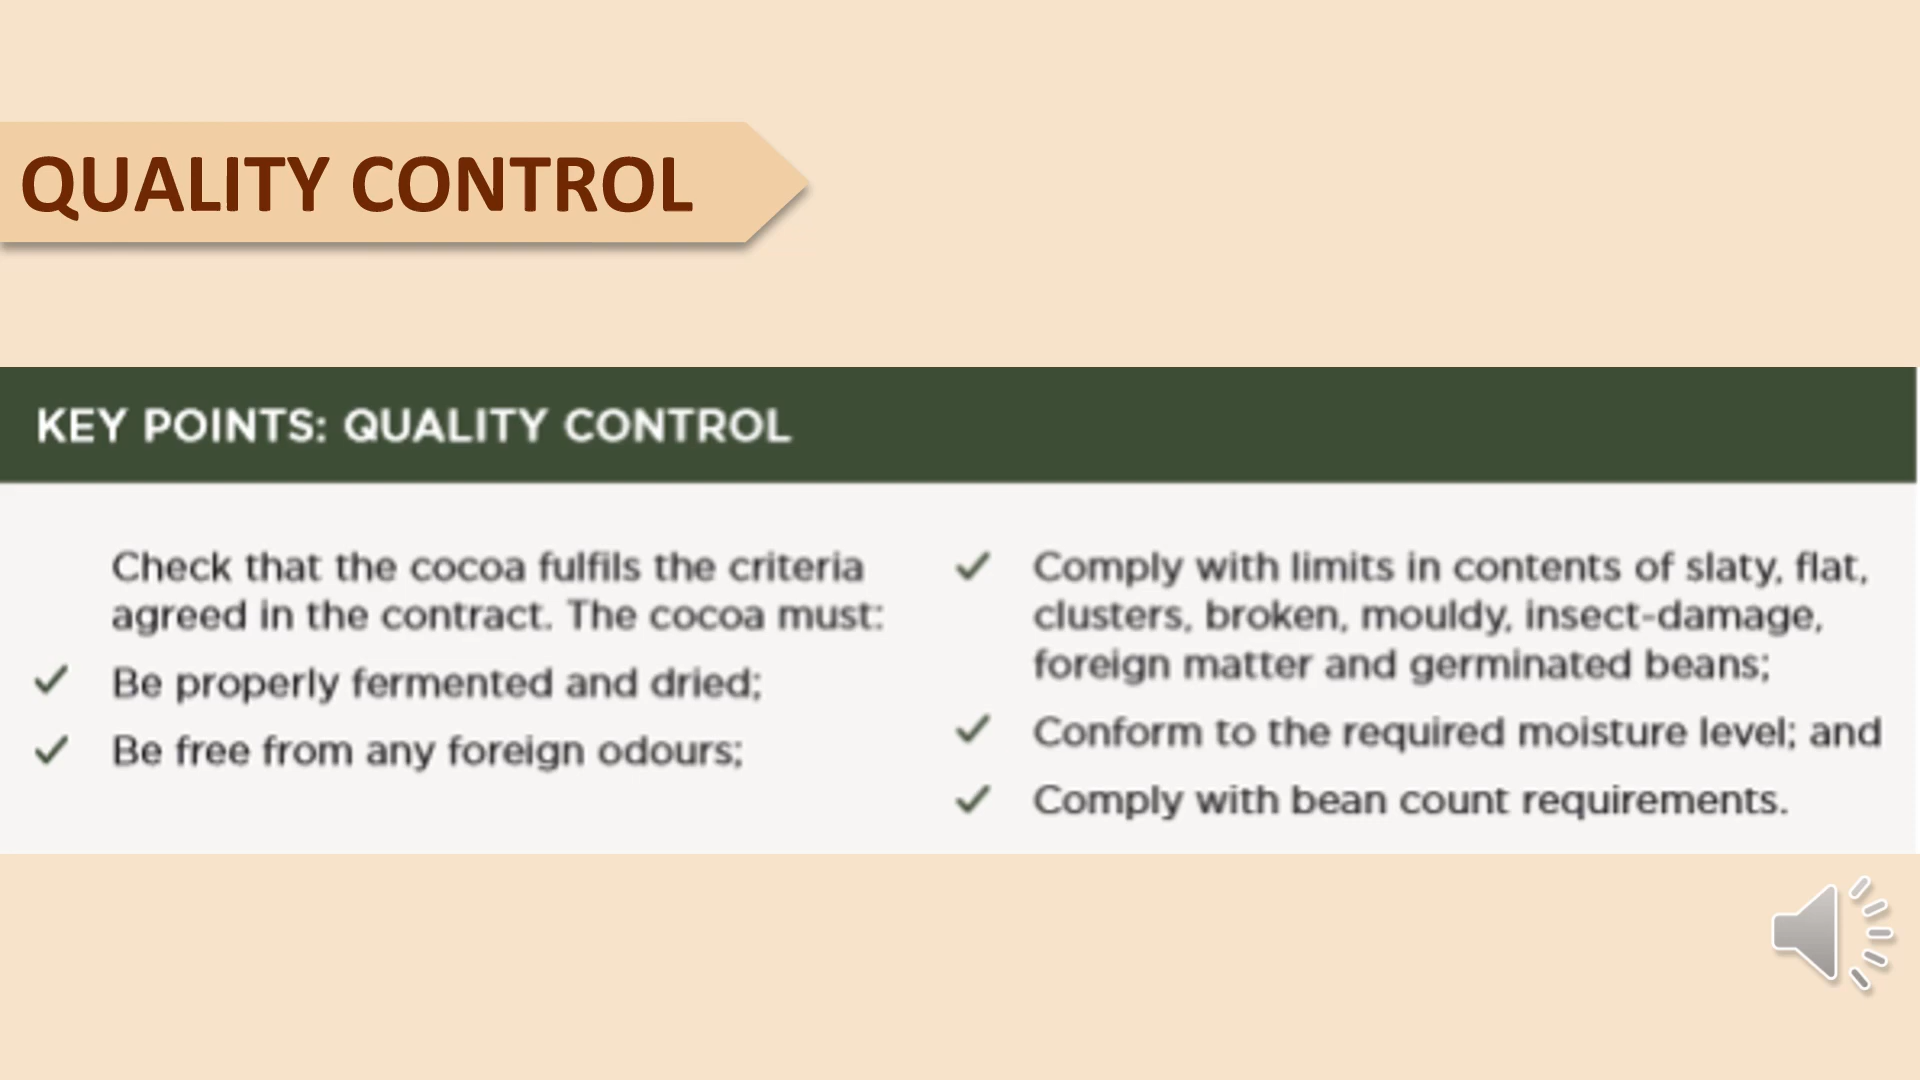 QUALITY CONTROL
KEY POINTS: QUALITY CONTROL
Check that the cocoa fulfils the criteria
agreed in the contract. The cocoa must:
✓ Be properly fermented and dried;
✓ Be free from any foreign odours;
✓ Comply with limits in contents of slaty, flat,
clusters, broken, mouldy, insect-damage,
foreign matter and germinated beans;
✓ Conform to the required moisture level; and
✓ Comply with bean count requirements.